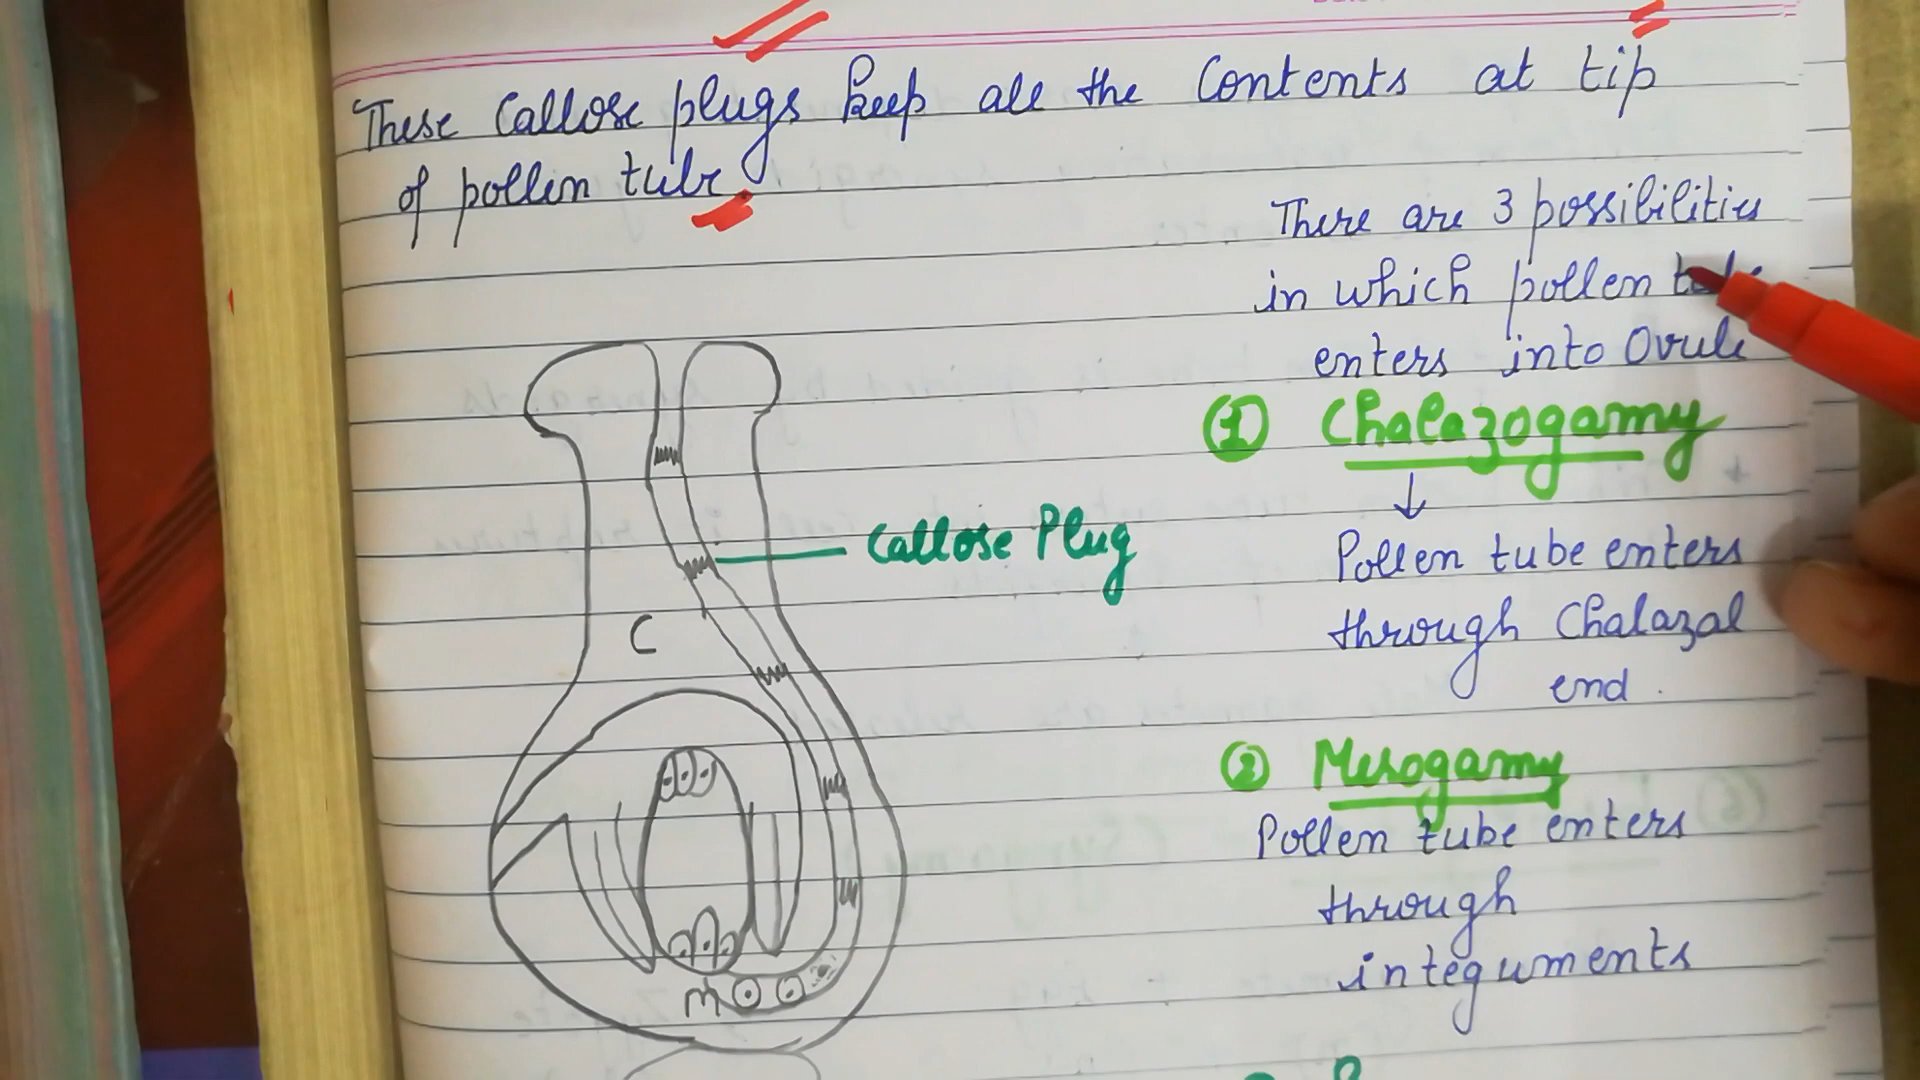 These Callose plugs keep all the Contents at tip
of pollen tube
There are 3 possibilities
in which pollen
enters into Ovule
(1) Chalazogamy
↓
Pollen tube enters
through Chalazal
end.
(2) Mesogamy
Pollen tube enters
through
integuments
Callose Plug
C
m